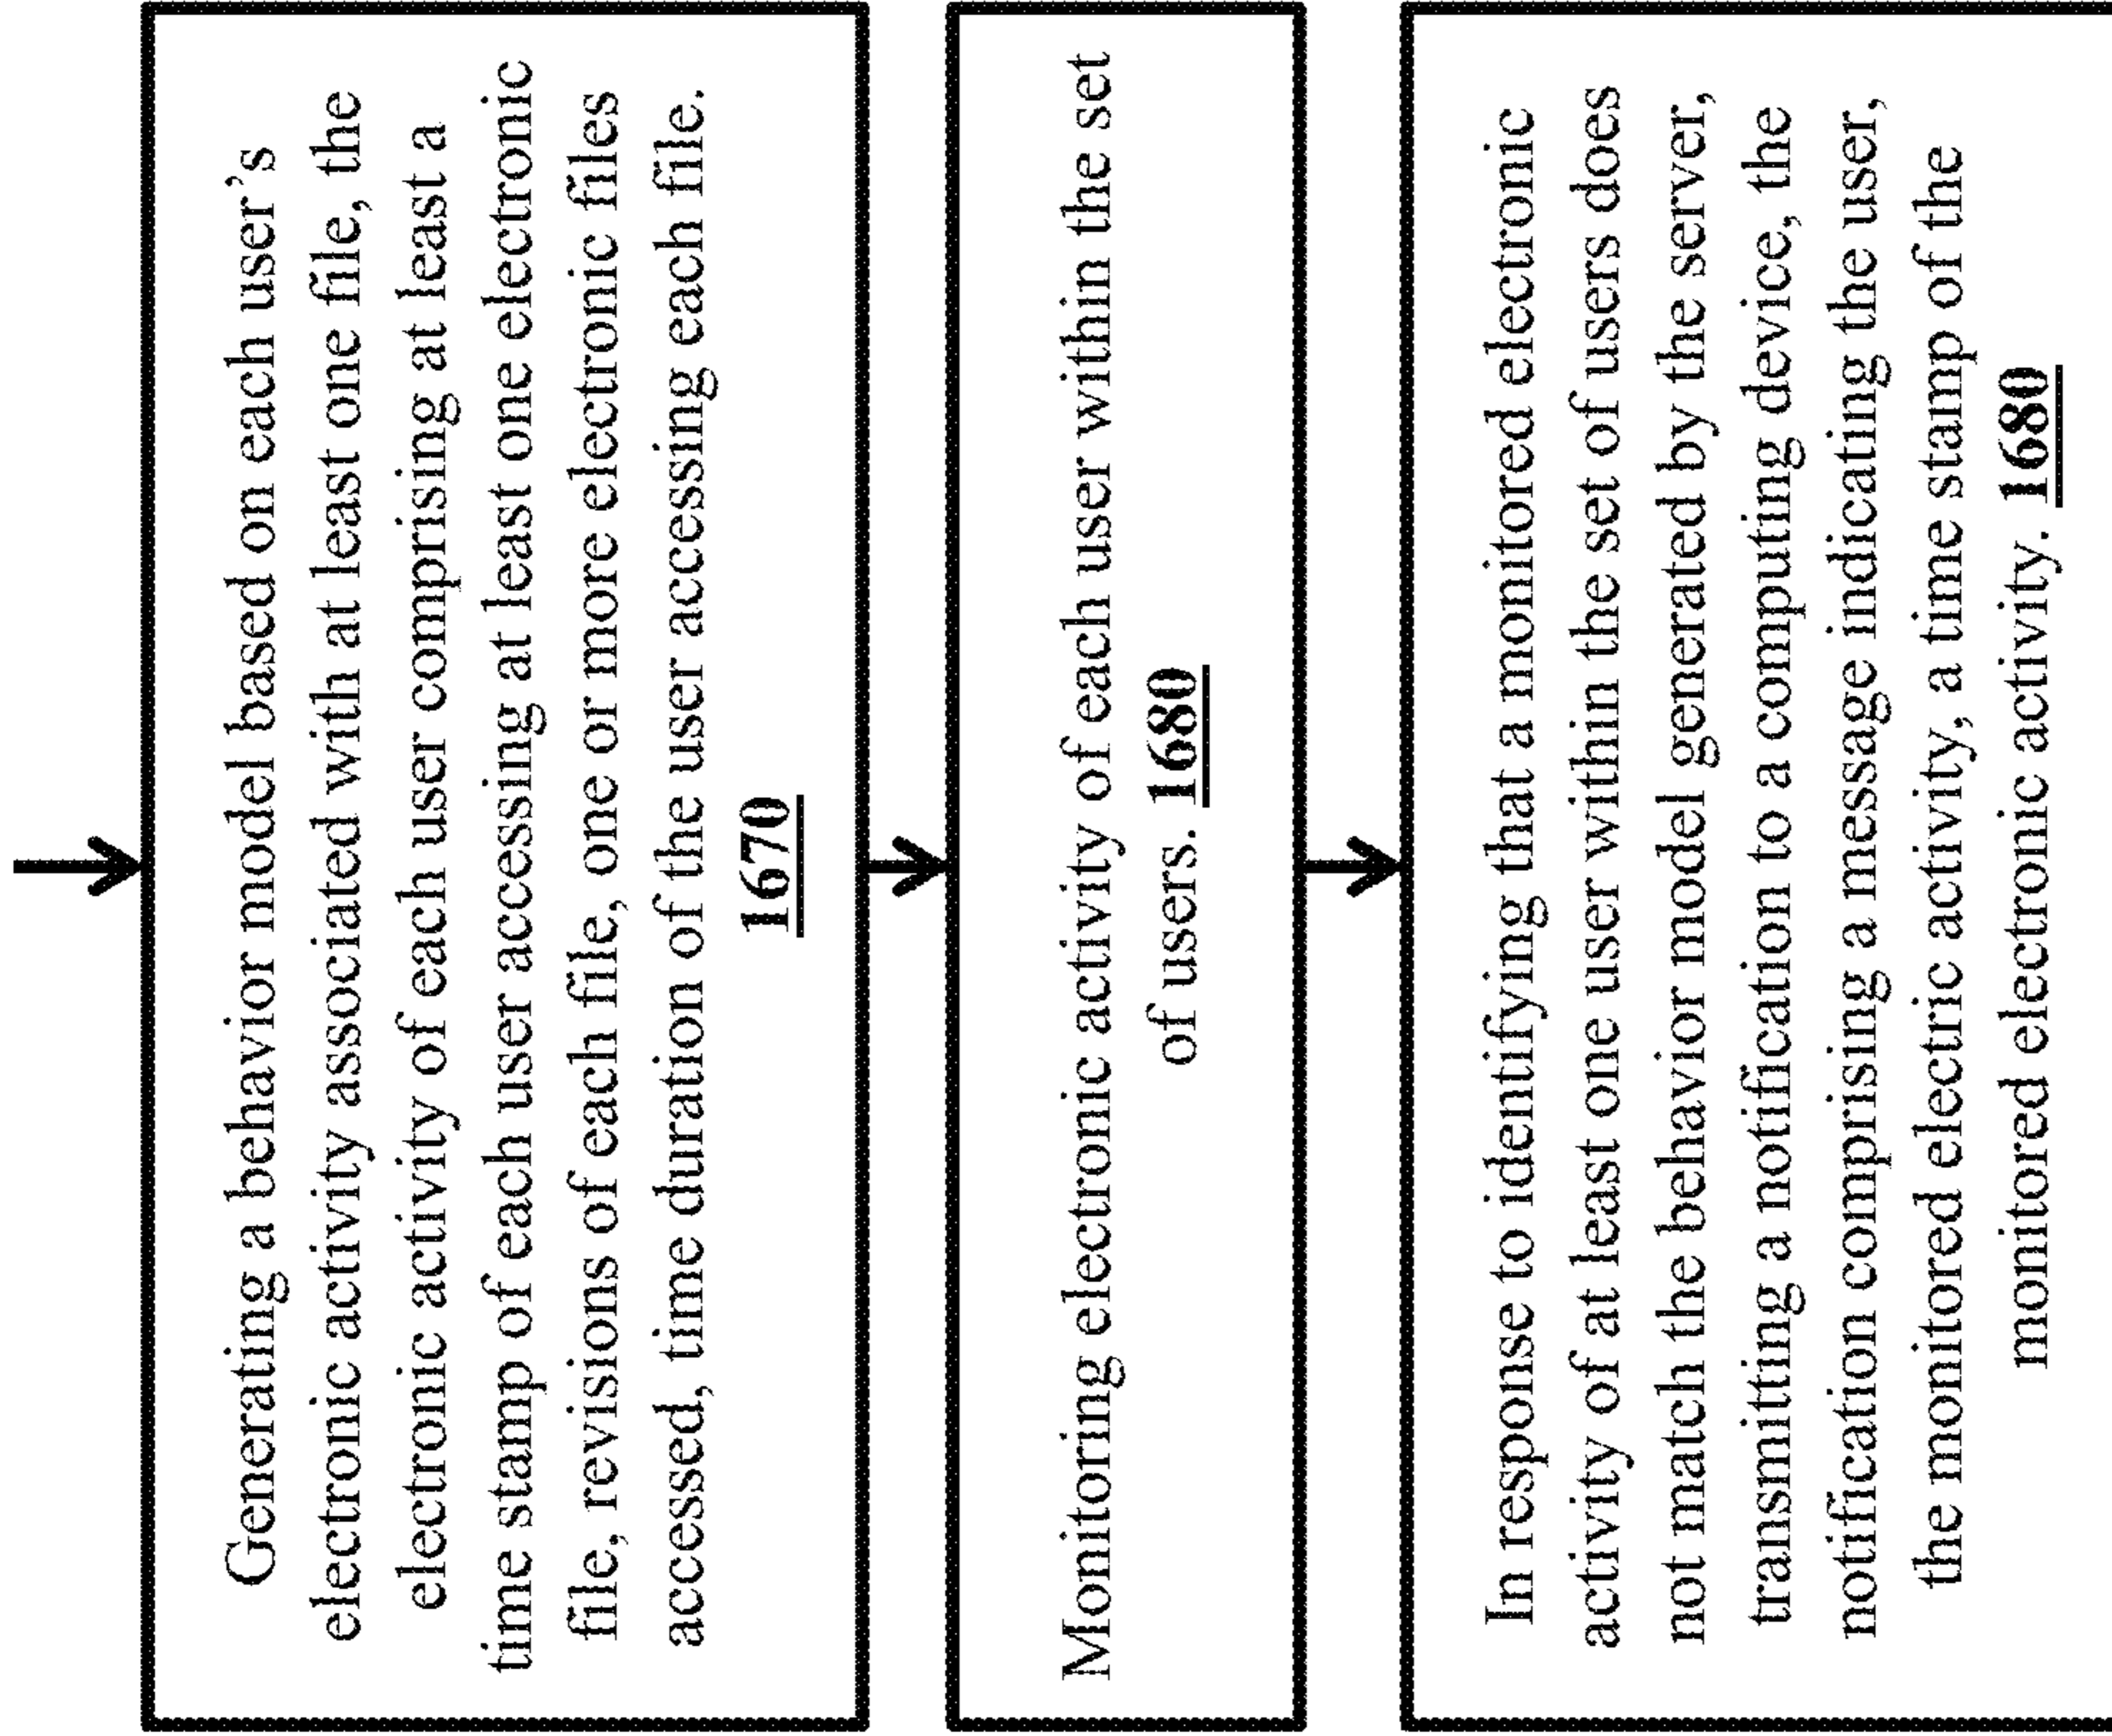 Generating a behavior model based on each user's
electronic activity associated with at least one file, the
electronic activity of each user comprising at least a
time stamp of each user accessing at least one electronic
file, revisions of each file, one or more electronic files
accessed, time duration of the user accessing each file.
1670
Monitoring electronic activity of each user within the set
of users. 1680
In response to identifying that a monitored electronic
activity of at least one user within the set of users does
not match the behavior model generated by the server,
transmitting a notification to a computing device, the
notification comprising a message indicating the user,
the monitored electric activity, a time stamp of the
monitored electronic activity. 1680